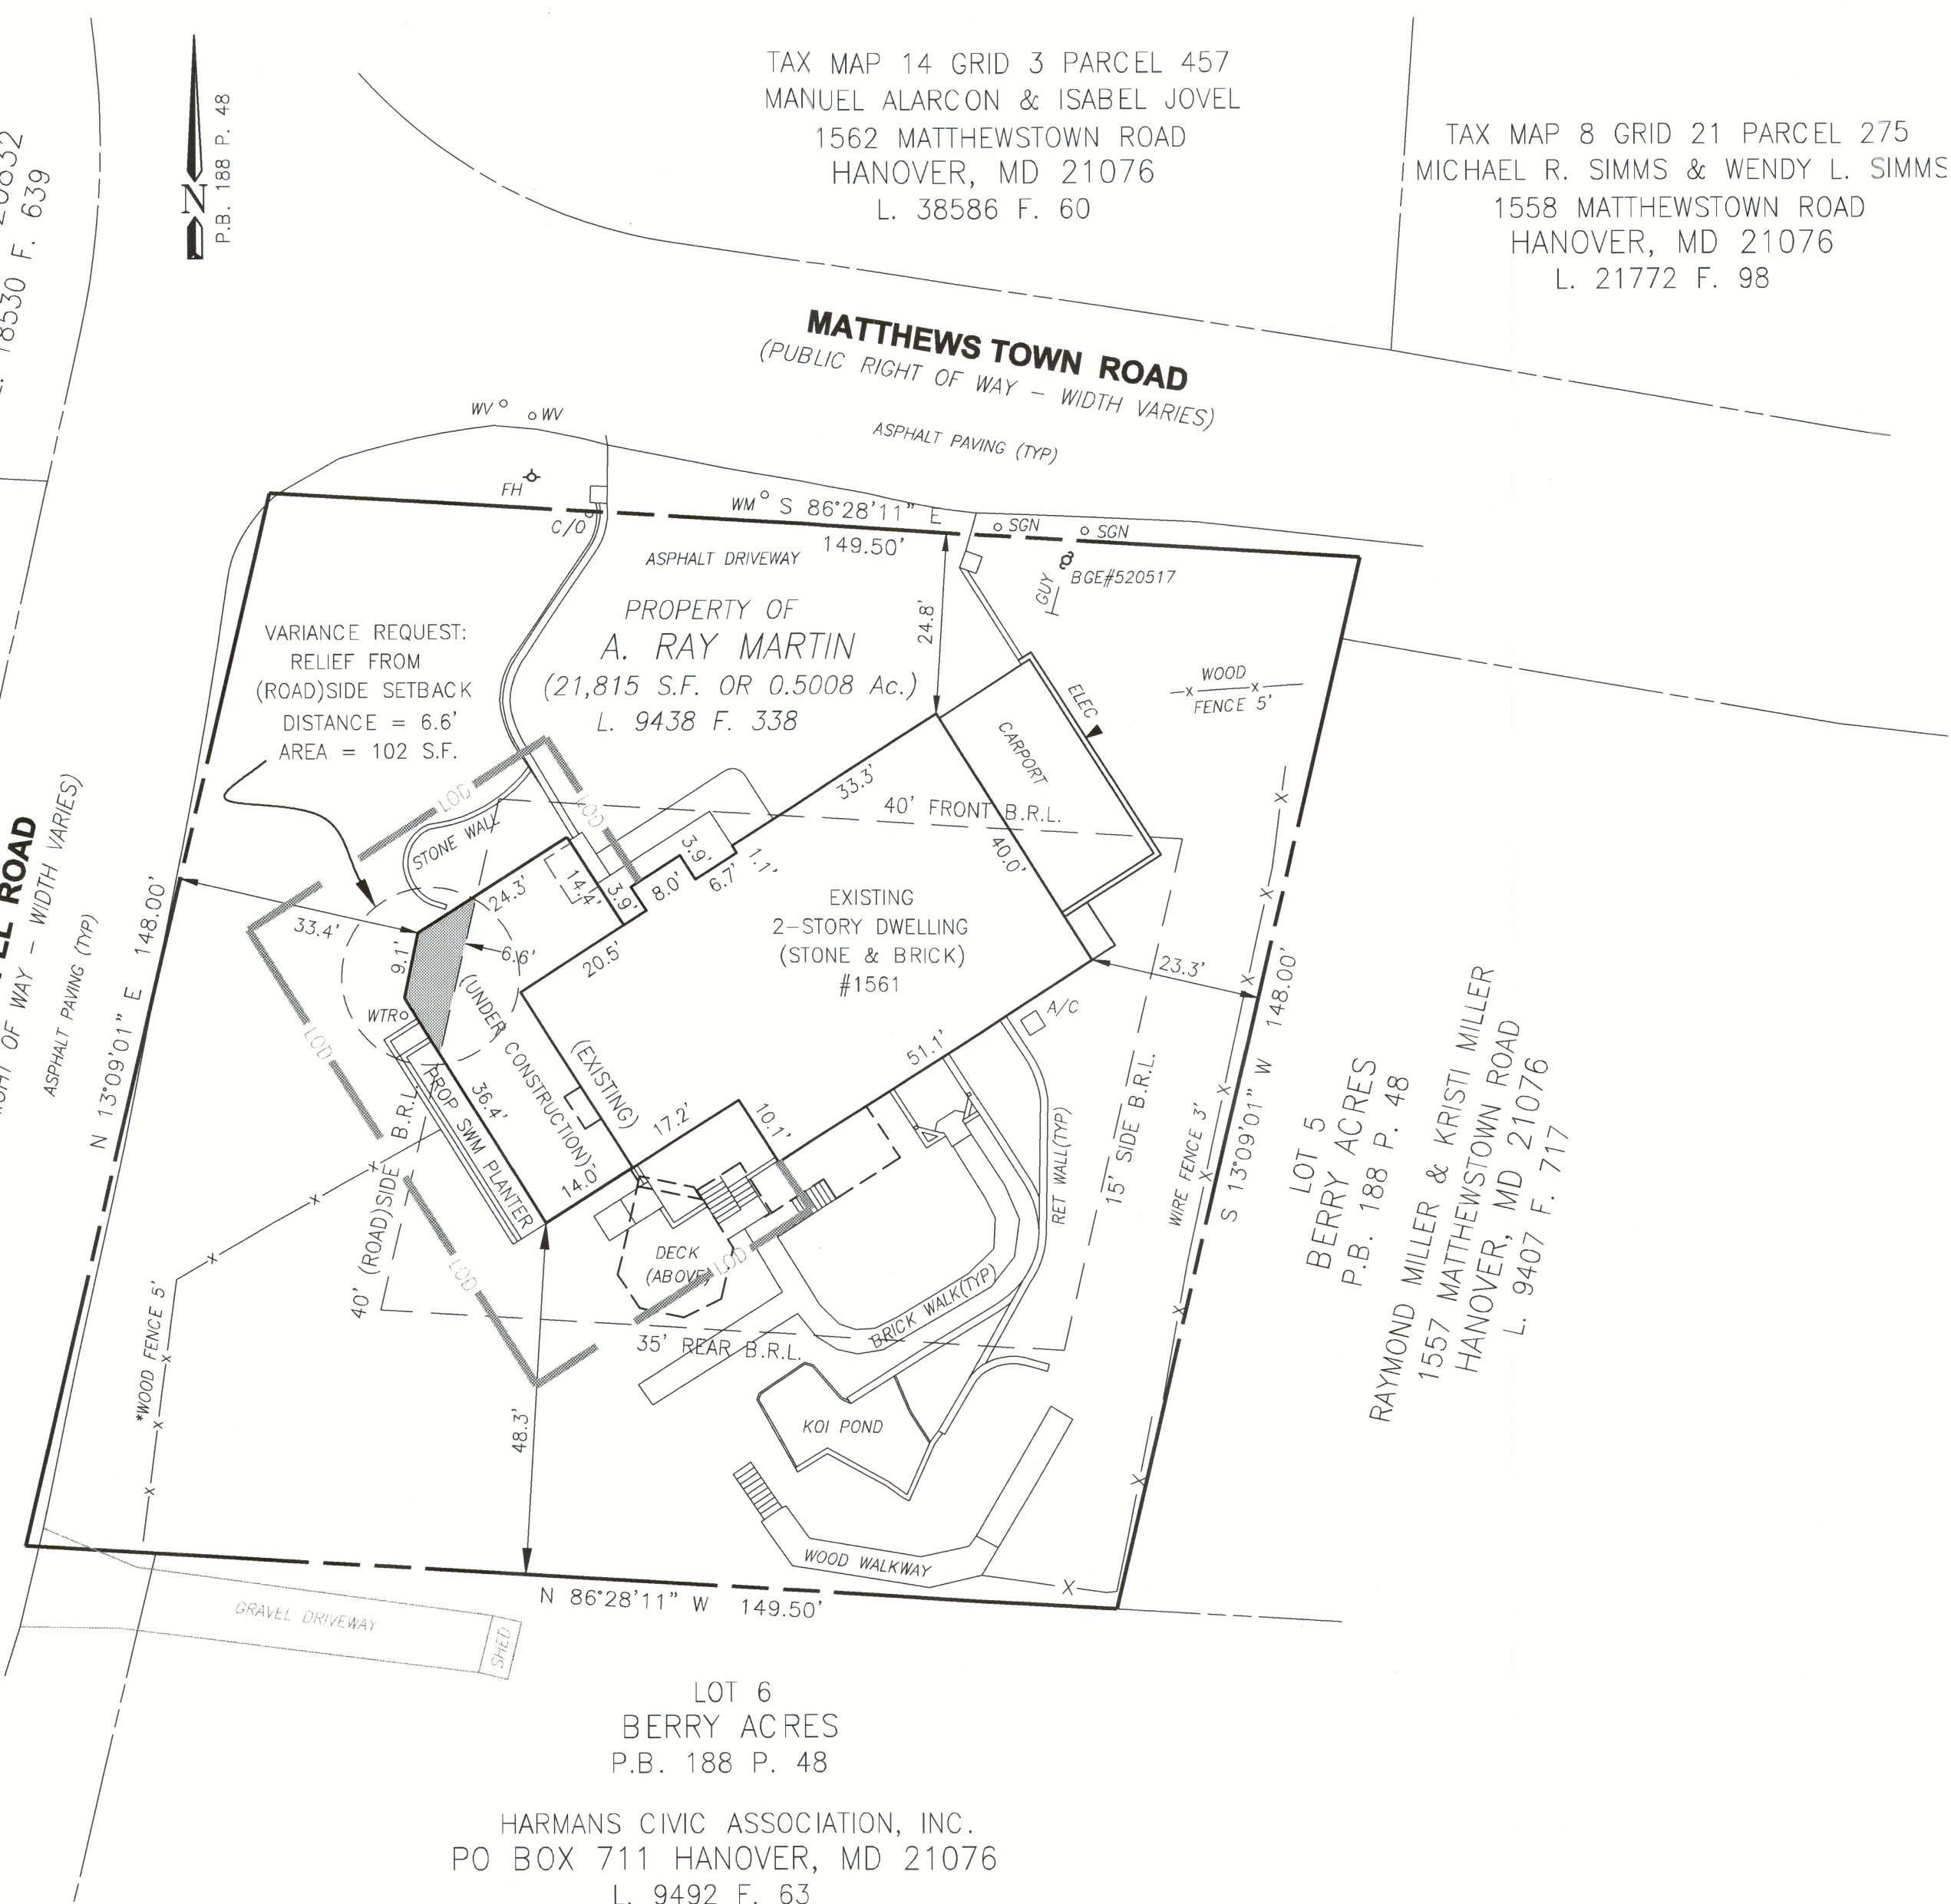 TAX MAP 14 GRID 3 PARCEL 457
MANUEL ALARCON & ISABEL JOVEL
1562 MATTHEWSTOWN ROAD
HANOVER, MD 21076
L. 38586 F. 60
TAX MAP 8 GRID 21 PARCEL 275
MICHAEL R. SIMMS & WENDY L. SIMMS
1558 MATTHEWSTOWN ROAD
HANOVER, MD 21076
L. 21772 F. 98
N
P.B. 188 P. 48
18530 F. 639
MATTHEWS TOWN ROAD
(PUBLIC RIGHT OF WAY - WIDTH VARIES)
ASPHALT PAVING (TYP)
WV
WV
FH
C/O
WM
S 86°28'11" E
149.50'
SGN
SGN
BGE#520517
GUY
ASPHALT DRIVEWAY
PROPERTY OF
A. RAY MARTIN
(21,815 S.F. OR 0.5008 Ac.)
L. 9438 F. 338
24.8'
VARIANCE REQUEST:
RELIEF FROM
(ROAD)SIDE SETBACK
DISTANCE = 6.6'
AREA = 102 S.F.
WOOD
x x
FENCE 5'
ELEC
CARPORT
LOD
LOD
STONE WALL
33.3'
40' FRONT B.R.L.
40.0'
3.9'
1.1'
6.7'
8.0'
3.9'
14.4'
24.3'
33.4'
9.1'
6.6'
20.5'
EXISTING
2-STORY DWELLING
(STONE & BRICK)
#1561
23.3'
A/C
WTR
(UNDER CONSTRUCTION)
(EXISTING)
51.1'
36.4'
PROP SWM PLANTER
17.2'
10.1'
14.0'
LOD
LOD
LOD
DECK
(ABOVE)
40' (ROAD)SIDE B.R.L.
35' REAR B.R.L.
15' SIDE B.R.L.
RET WALL(TYP)
BRICK WALK(TYP)
WIRE FENCE 3'
S 13°09'01" W 148.00'
N 13°09'01" E 148.00'
ROAD
OF WAY - WIDTH VARIES)
ASPHALT PAVING (TYP)
*WOOD FENCE 5'
48.3'
KOI POND
WOOD WALKWAY
N 86°28'11" W 149.50'
GRAVEL DRIVEWAY
SHED
LOT 5
BERRY ACRES
P.B. 188 P. 48
RAYMOND MILLER & KRISTI MILLER
1557 MATTHEWSTOWN ROAD
HANOVER, MD 21076
L. 9407 F. 717
LOT 6
BERRY ACRES
P.B. 188 P. 48
HARMANS CIVIC ASSOCIATION, INC.
PO BOX 711 HANOVER, MD 21076
L. 9492 F. 63